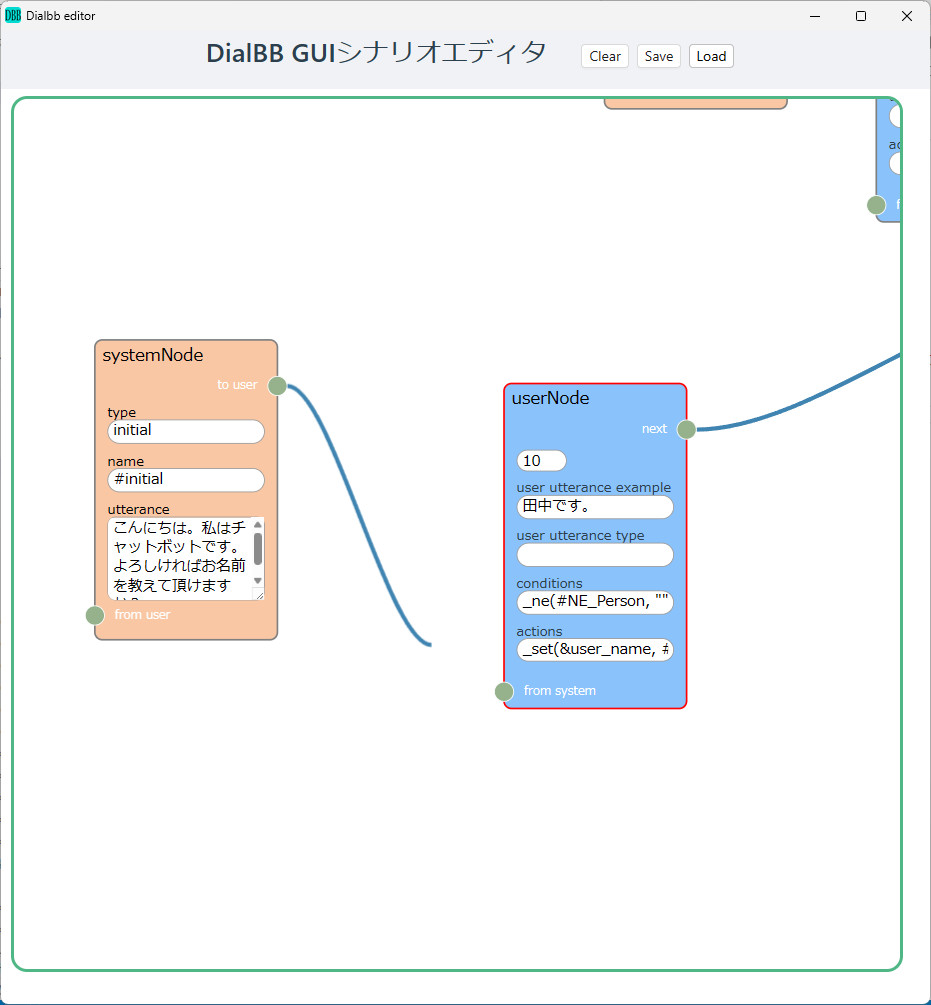 DBB Dialbb editor
DialBB GUIシナリオエディタ
Clear Save Load
systemNode
to user
type
initial
name
#initial
utterance
こんにちは。私はチ
ャットボットです。
よろしければお名前
を教えて頂けます
from user
userNode
next
10
user utterance example
田中です。
user utterance type
conditions
_ne(#NE_Person, ""
actions
_set(&user_name, #
from system